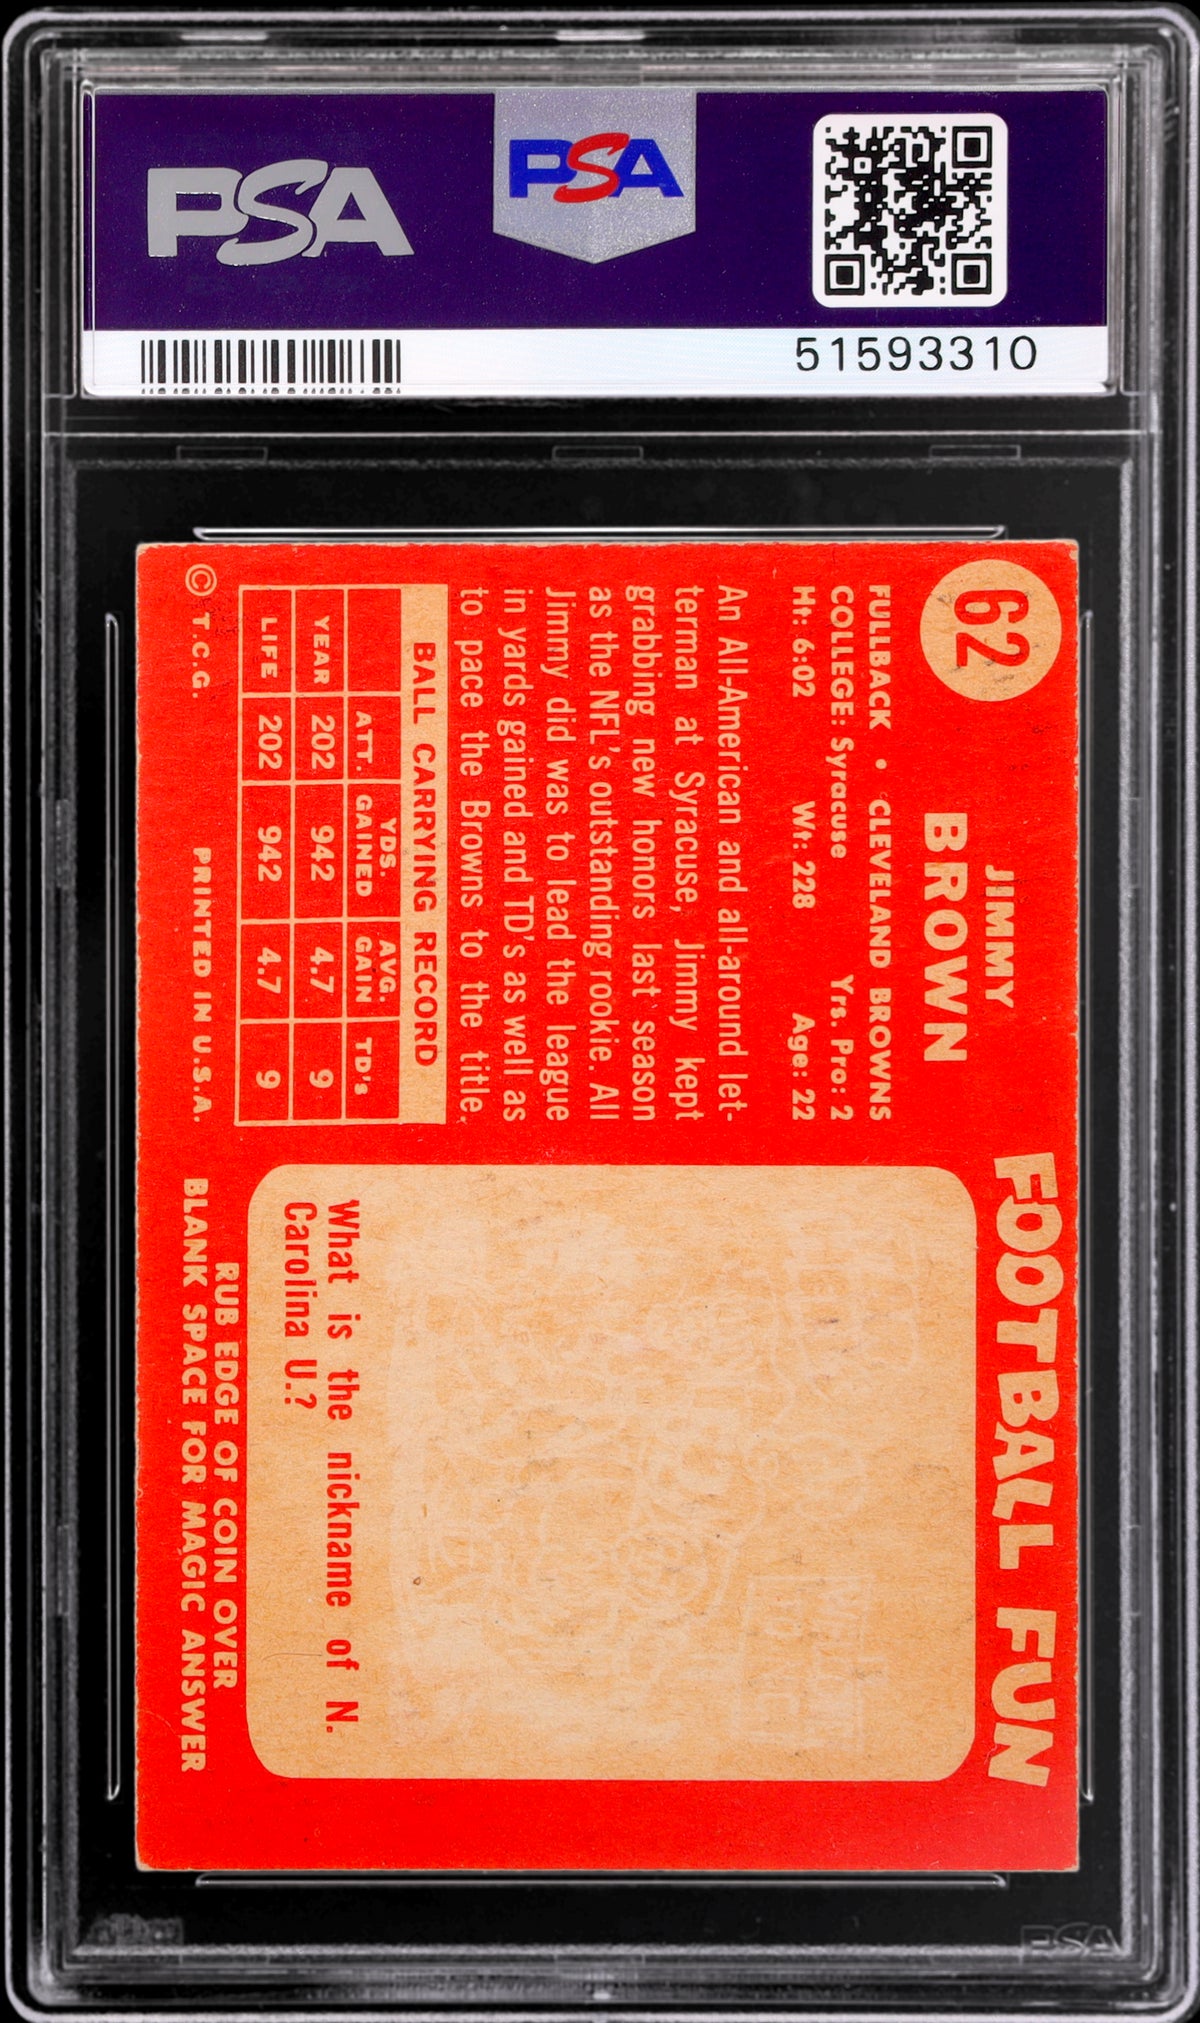 PSA
PSA
51593310
62
JIMMY
BROWN
FULLBACK • CLEVELAND BROWNS
COLLEGE: Syracuse Yrs. Pro: 2
Ht: 6:02 Wt: 228 Age: 22
An All-American and all-around let-
terman at Syracuse, Jimmy kept
grabbing new honors last season
as the NFL's outstanding rookie. All
Jimmy did was to lead the league
in yards gained and TD's as well as
to pace the Browns to the title.
BALL CARRYING RECORD
ATT. YDS. GAINED AVG. GAIN TD's
YEAR 202 942 4.7 9
LIFE 202 942 4.7 9
© T.C.G. PRINTED IN U.S.A.
FOOTBALL FUN
What is the nickname of N.
Carolina U.?
RUB EDGE OF COIN OVER
BLANK SPACE FOR MAGIC ANSWER
PSA